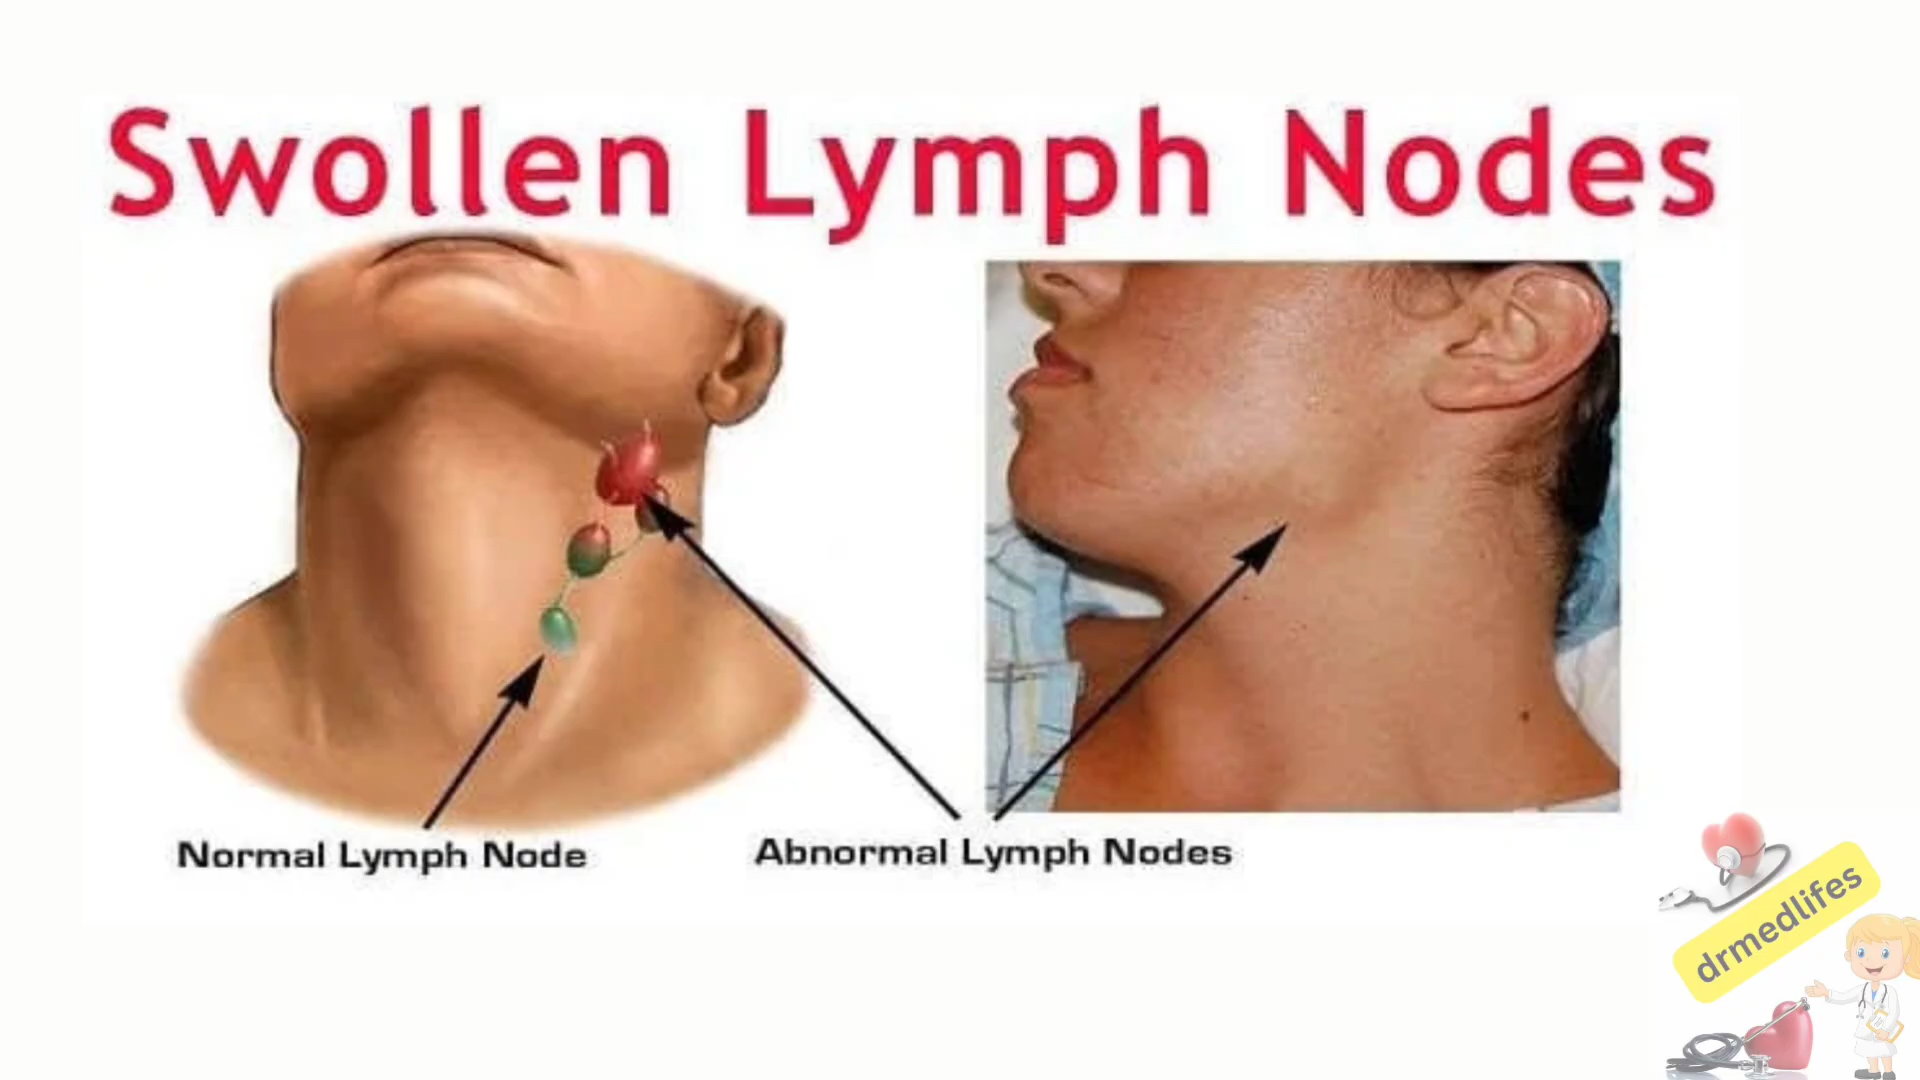 Swollen Lymph Nodes
Normal Lymph Node
Abnormal Lymph Nodes
drmedlifes